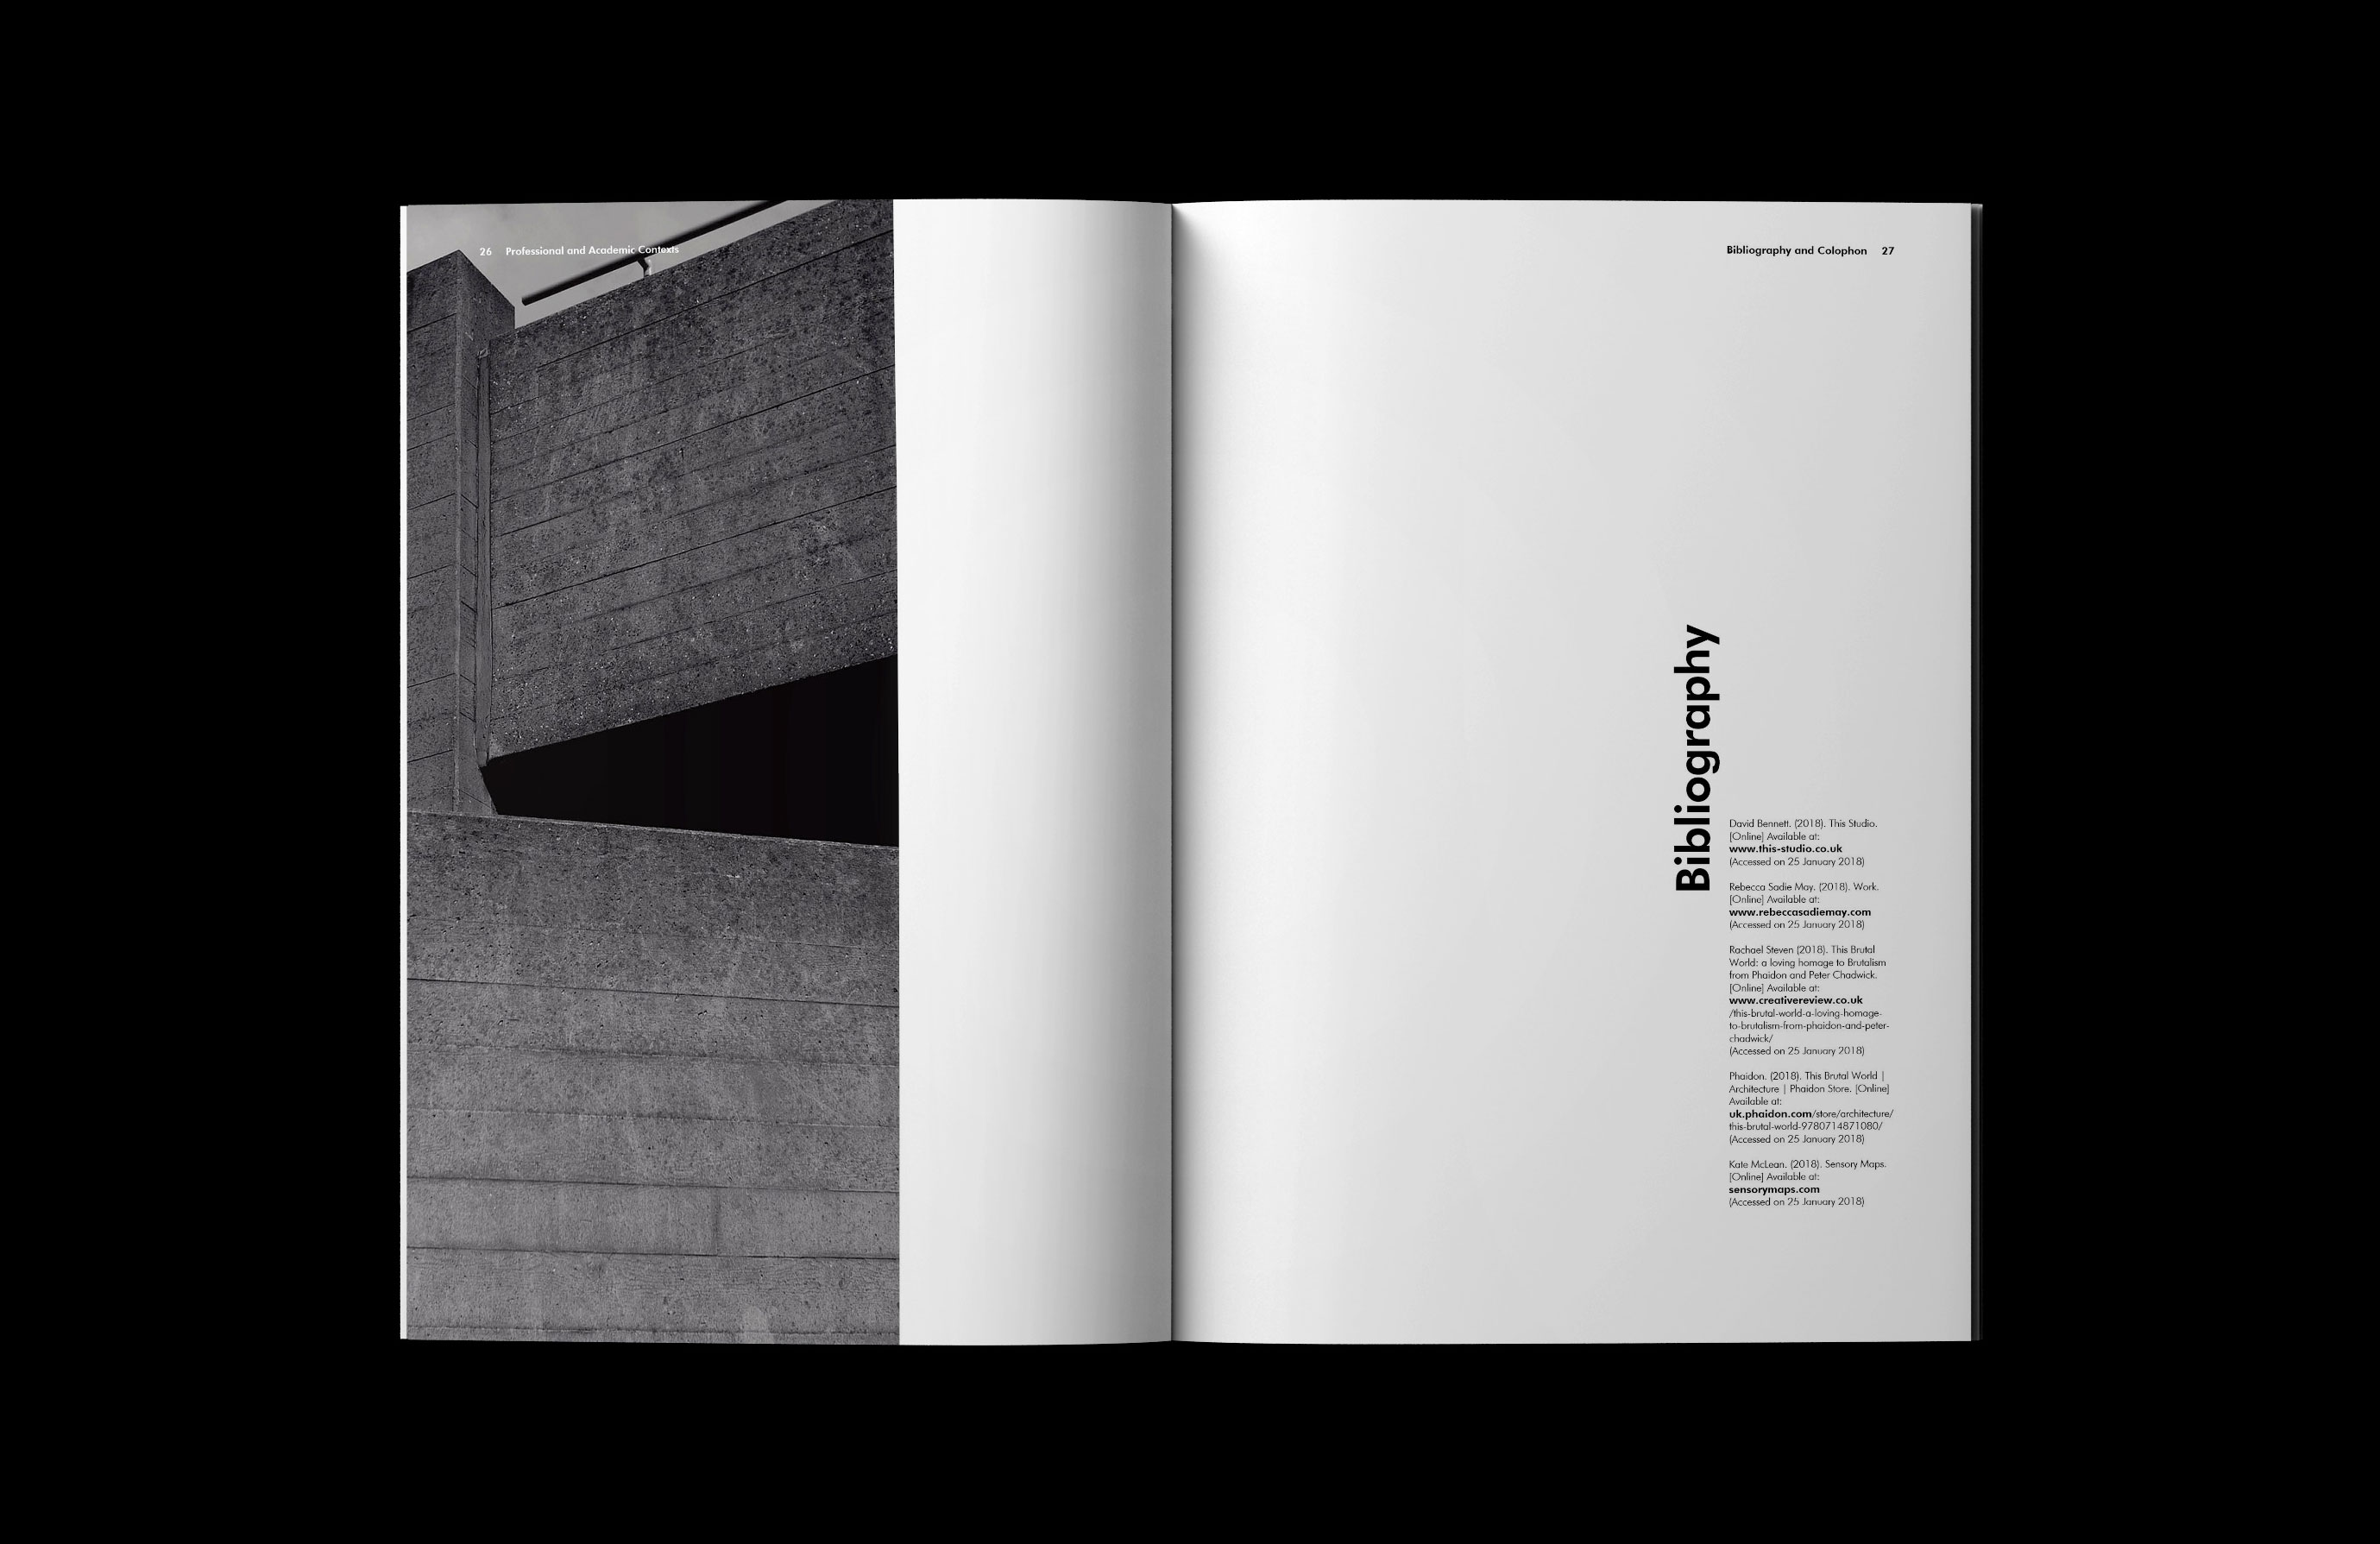 26 Professional and Academic Contexts
Bibliography and Colophon 27
Bibliography
David Bennett. (2018). This Studio.
[Online] Available at:
www.this-studio.co.uk
(Accessed on 25 January 2018)
Rebecca Sadie May. (2018). Work.
[Online] Available at:
www.rebeccasadiemay.com
(Accessed on 25 January 2018)
Rachael Steven (2018). This Brutal
World: a loving homage to Brutalism
from Phaidon and Peter Chadwick.
[Online] Available at:
www.creativereview.co.uk
/this-brutal-world-a-loving-homage-
to-brutalism-from-phaidon-and-peter-
chadwick/
(Accessed on 25 January 2018)
Phaidon. (2018). This Brutal World |
Architecture | Phaidon Store. [Online]
Available at:
uk.phaidon.com/store/architecture/
this-brutal-world-9780714871080/
(Accessed on 25 January 2018)
Kate McLean. (2018). Sensory Maps.
[Online] Available at:
sensorymaps.com
(Accessed on 25 January 2018)